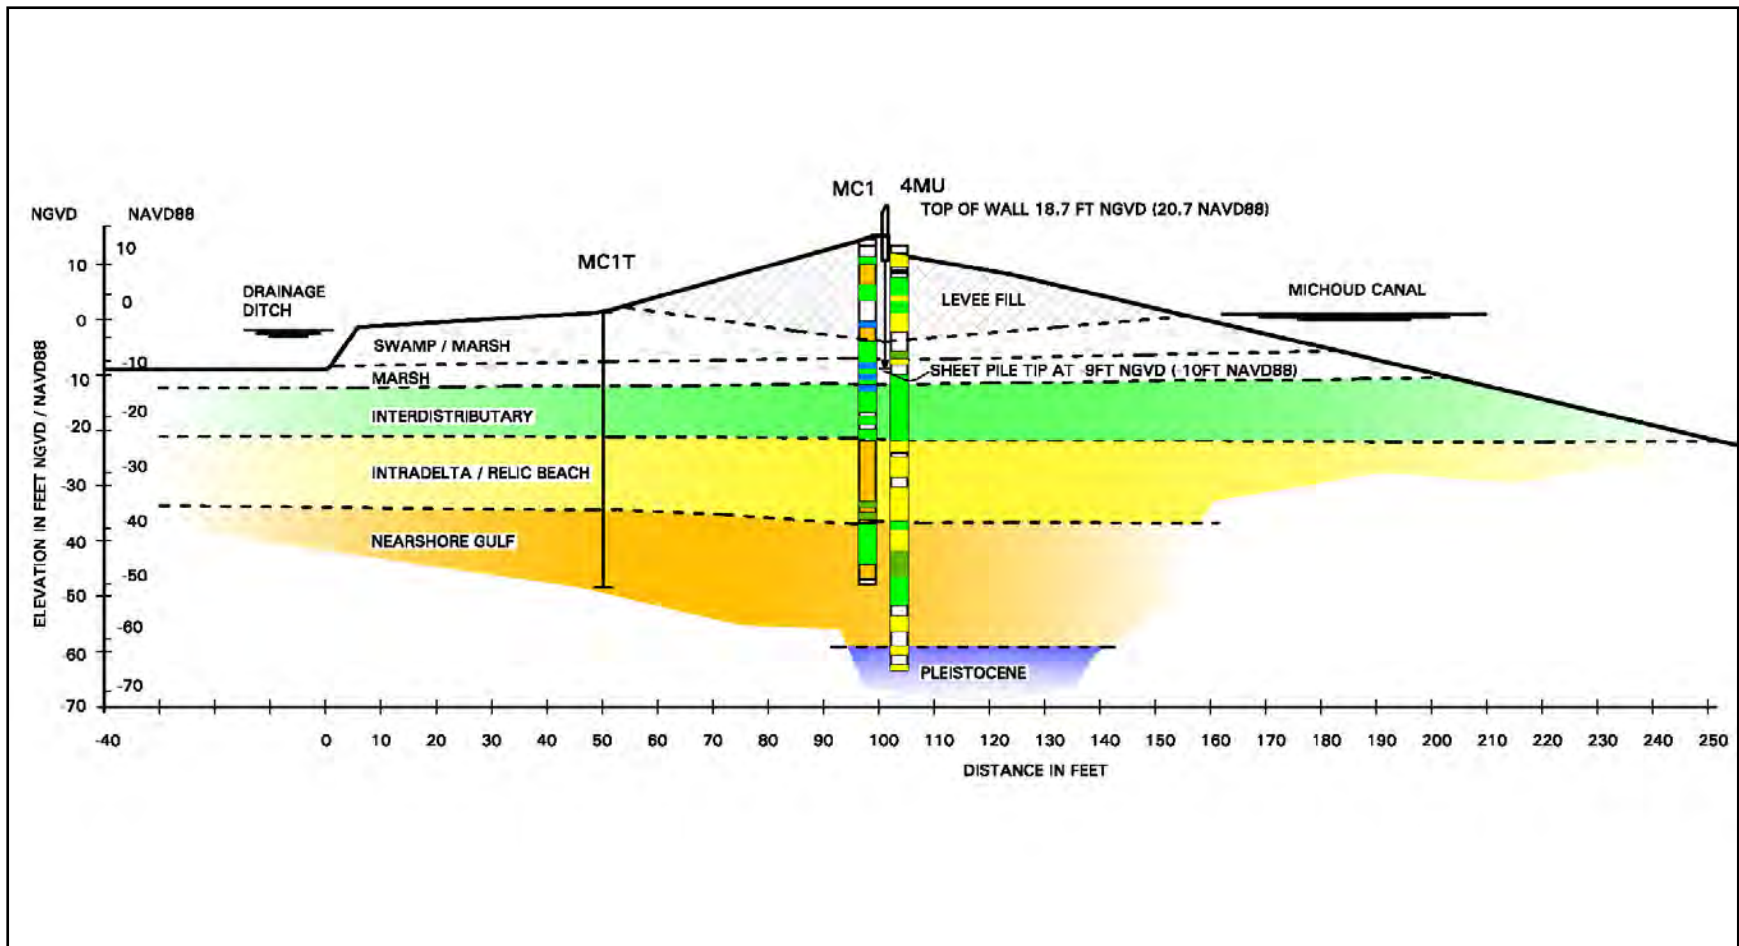 MC1 4MU
TOP OF WALL 18.7 FT NGVD (20.7 NAVD88)
NGVD NAVD88
MC1T
DRAINAGE
DITCH
MICHOUD CANAL
LEVEE FILL
SWAMP / MARSH
SHEET PILE TIP AT -9FT NGVD (-10FT NAVD88)
MARSH
INTERDISTRIBUTARY
INTRADELTA / RELIC BEACH
NEARSHORE GULF
PLEISTOCENE
ELEVATION IN FEET NGVD / NAVD88
10
0
-10
-20
-30
-40
-50
-60
-70
10
0
-10
-20
-30
-40
-50
-60
-70
-40 0 10 20 30 40 50 60 70 80 90 100 110 120 130 140 150 160 170 180 190 200 210 220 230 240 250
DISTANCE IN FEET